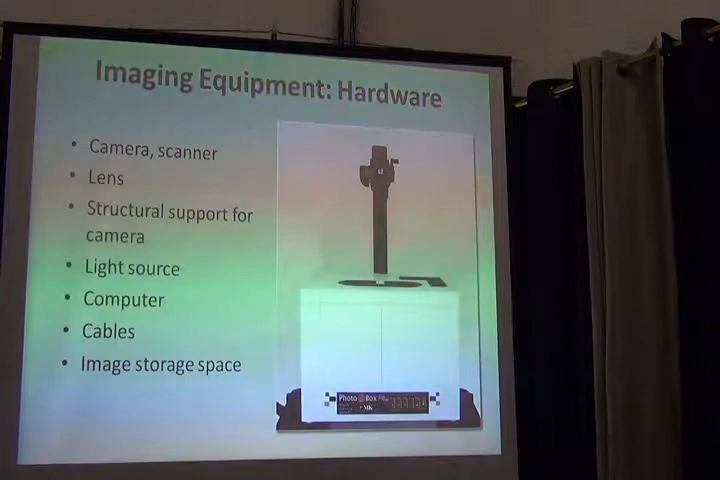 Imaging Equipment: Hardware
• Camera, scanner
• Lens
• Structural support for
camera
• Light source
• Computer
• Cables
• Image storage space
Photo Box
MK